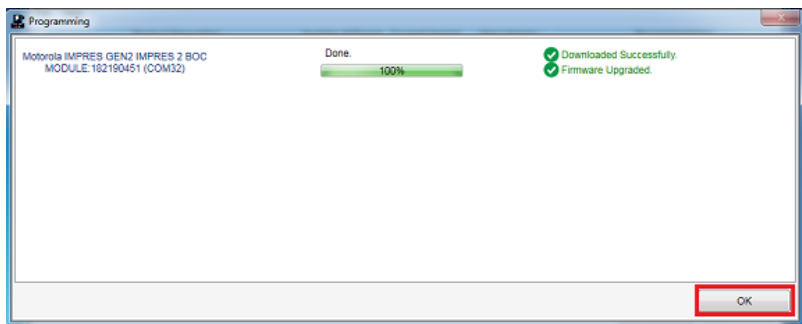 Programming
Motorola IMPRES GEN2 IMPRES 2 BOC
MODULE:182190451 (COM32)
Done.
100%
Downloaded Successfully.
Firmware Upgraded.
OK